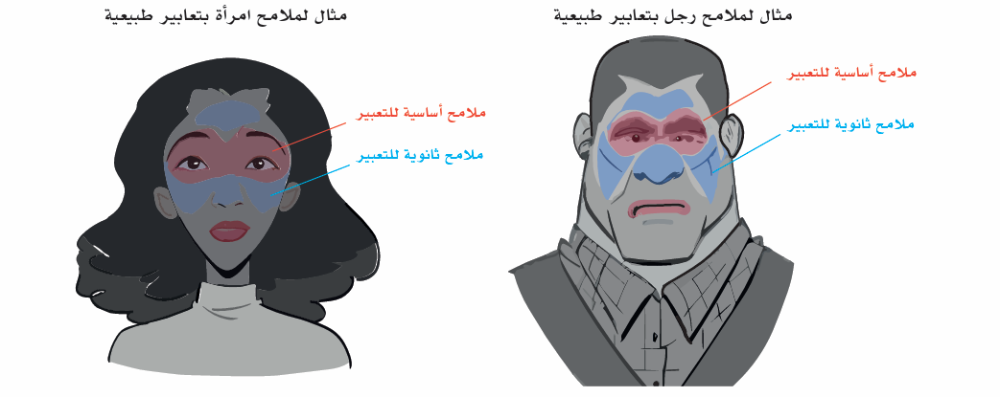 مثال لملامح رجل بتعابير طبيعية
ملامح أساسية للتعبير
ملامح ثانوية للتعبير
مثال لملامح امرأة بتعابير طبيعية
ملامح أساسية للتعبير
ملامح ثانوية للتعبير